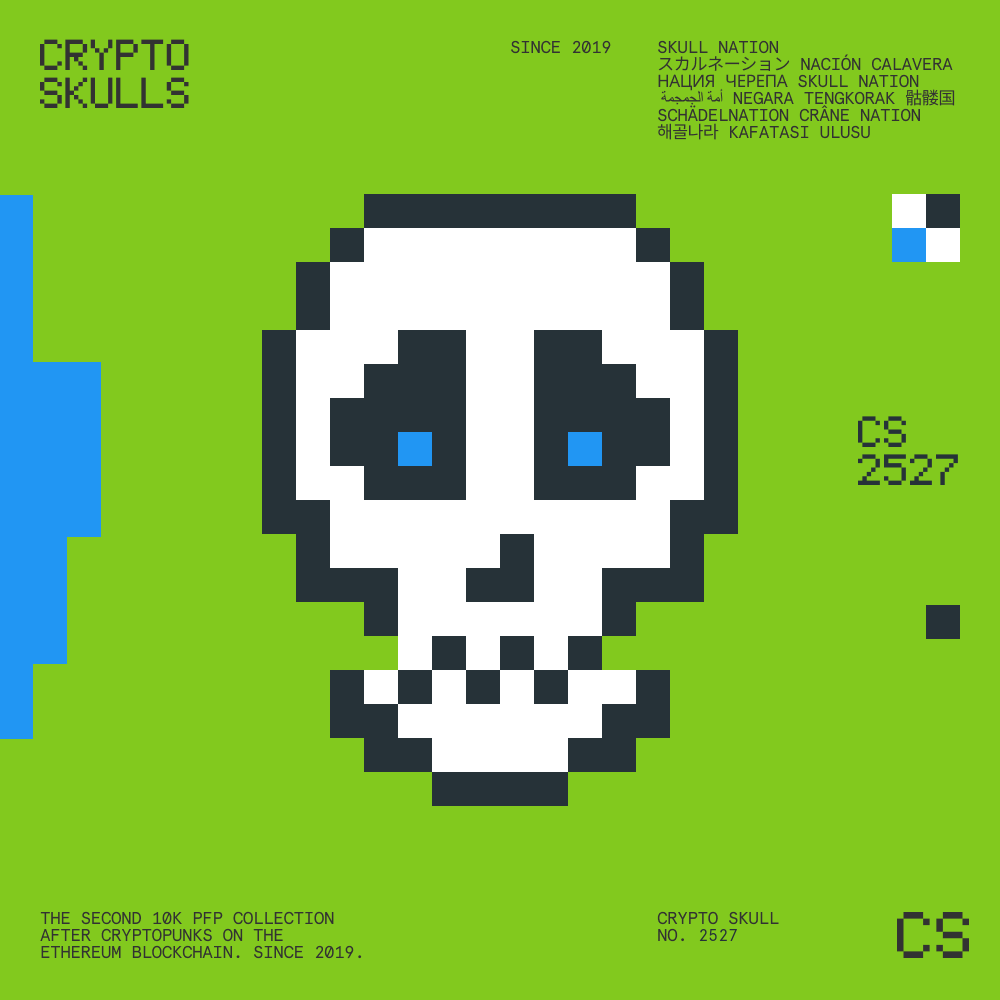 CRYPTO
SKULLS
SINCE 2019
SKULL NATION
スカルネーション NACIÓN CALAVERA
НАЦИЯ ЧЕРЕПА SKULL NATION
أمة الجمجمة NEGARA TENGKORAK 骷髅国
SCHÄDELNATION CRÂNE NATION
해골나라 KAFATASI ULUSU
CS
2527
THE SECOND 10K PFP COLLECTION
AFTER CRYPTOPUNKS ON THE
ETHEREUM BLOCKCHAIN. SINCE 2019.
CRYPTO SKULL
NO. 2527
CS